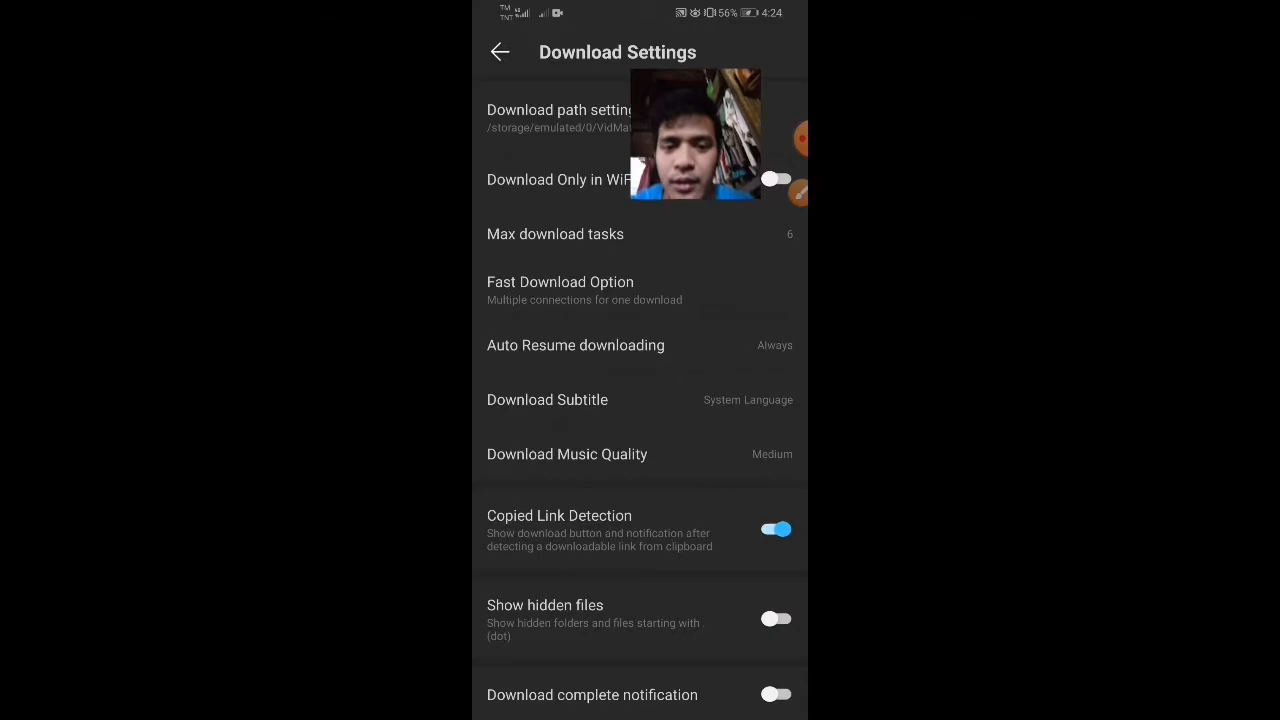 TM
TNT
56% 4:24
Download Settings
Download path setting
/storage/emulated/0/VidMa
Download Only in WiF
Max download tasks 6
Fast Download Option
Multiple connections for one download
Auto Resume downloading Always
Download Subtitle System Language
Download Music Quality Medium
Copied Link Detection
Show download button and notification after
detecting a downloadable link from clipboard
Show hidden files
Show hidden folders and files starting with .
(dot)
Download complete notification